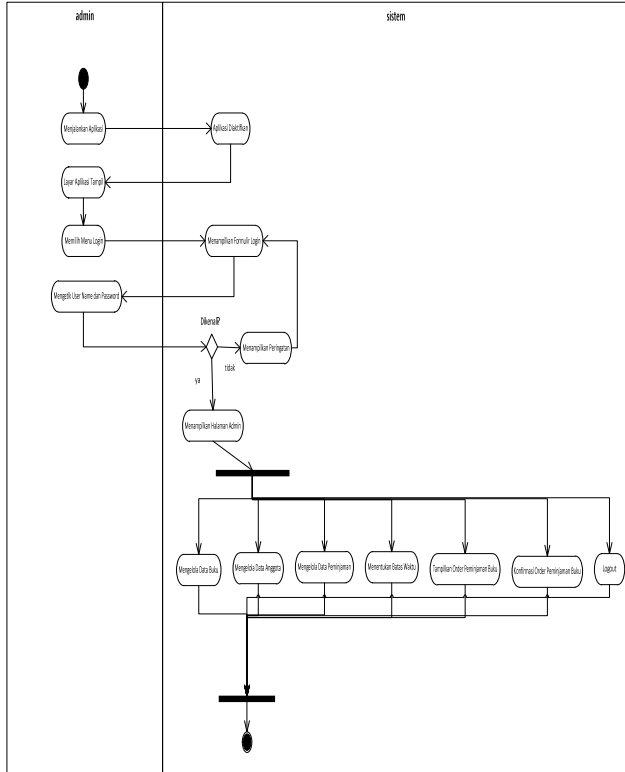 admin
sistem
Menjalankan Aplikasi
Aplikasi Diaktifkan
Layar Aplikasi Tampil
Memilih Menu Login
Menampilkan Formulir Login
Mengetik User Name dan Password
Dikenali?
Menampilkan Peringatan
tidak
ya
Menampilkan Halaman Admin
Mengelola Data Buku
Mengelola Data Anggota
Mengelola Data Peminjaman
Menentukan Batas Waktu
Tampilkan Order Peminjaman Buku
Konfirmasi Order Peminjaman Buku
Logout